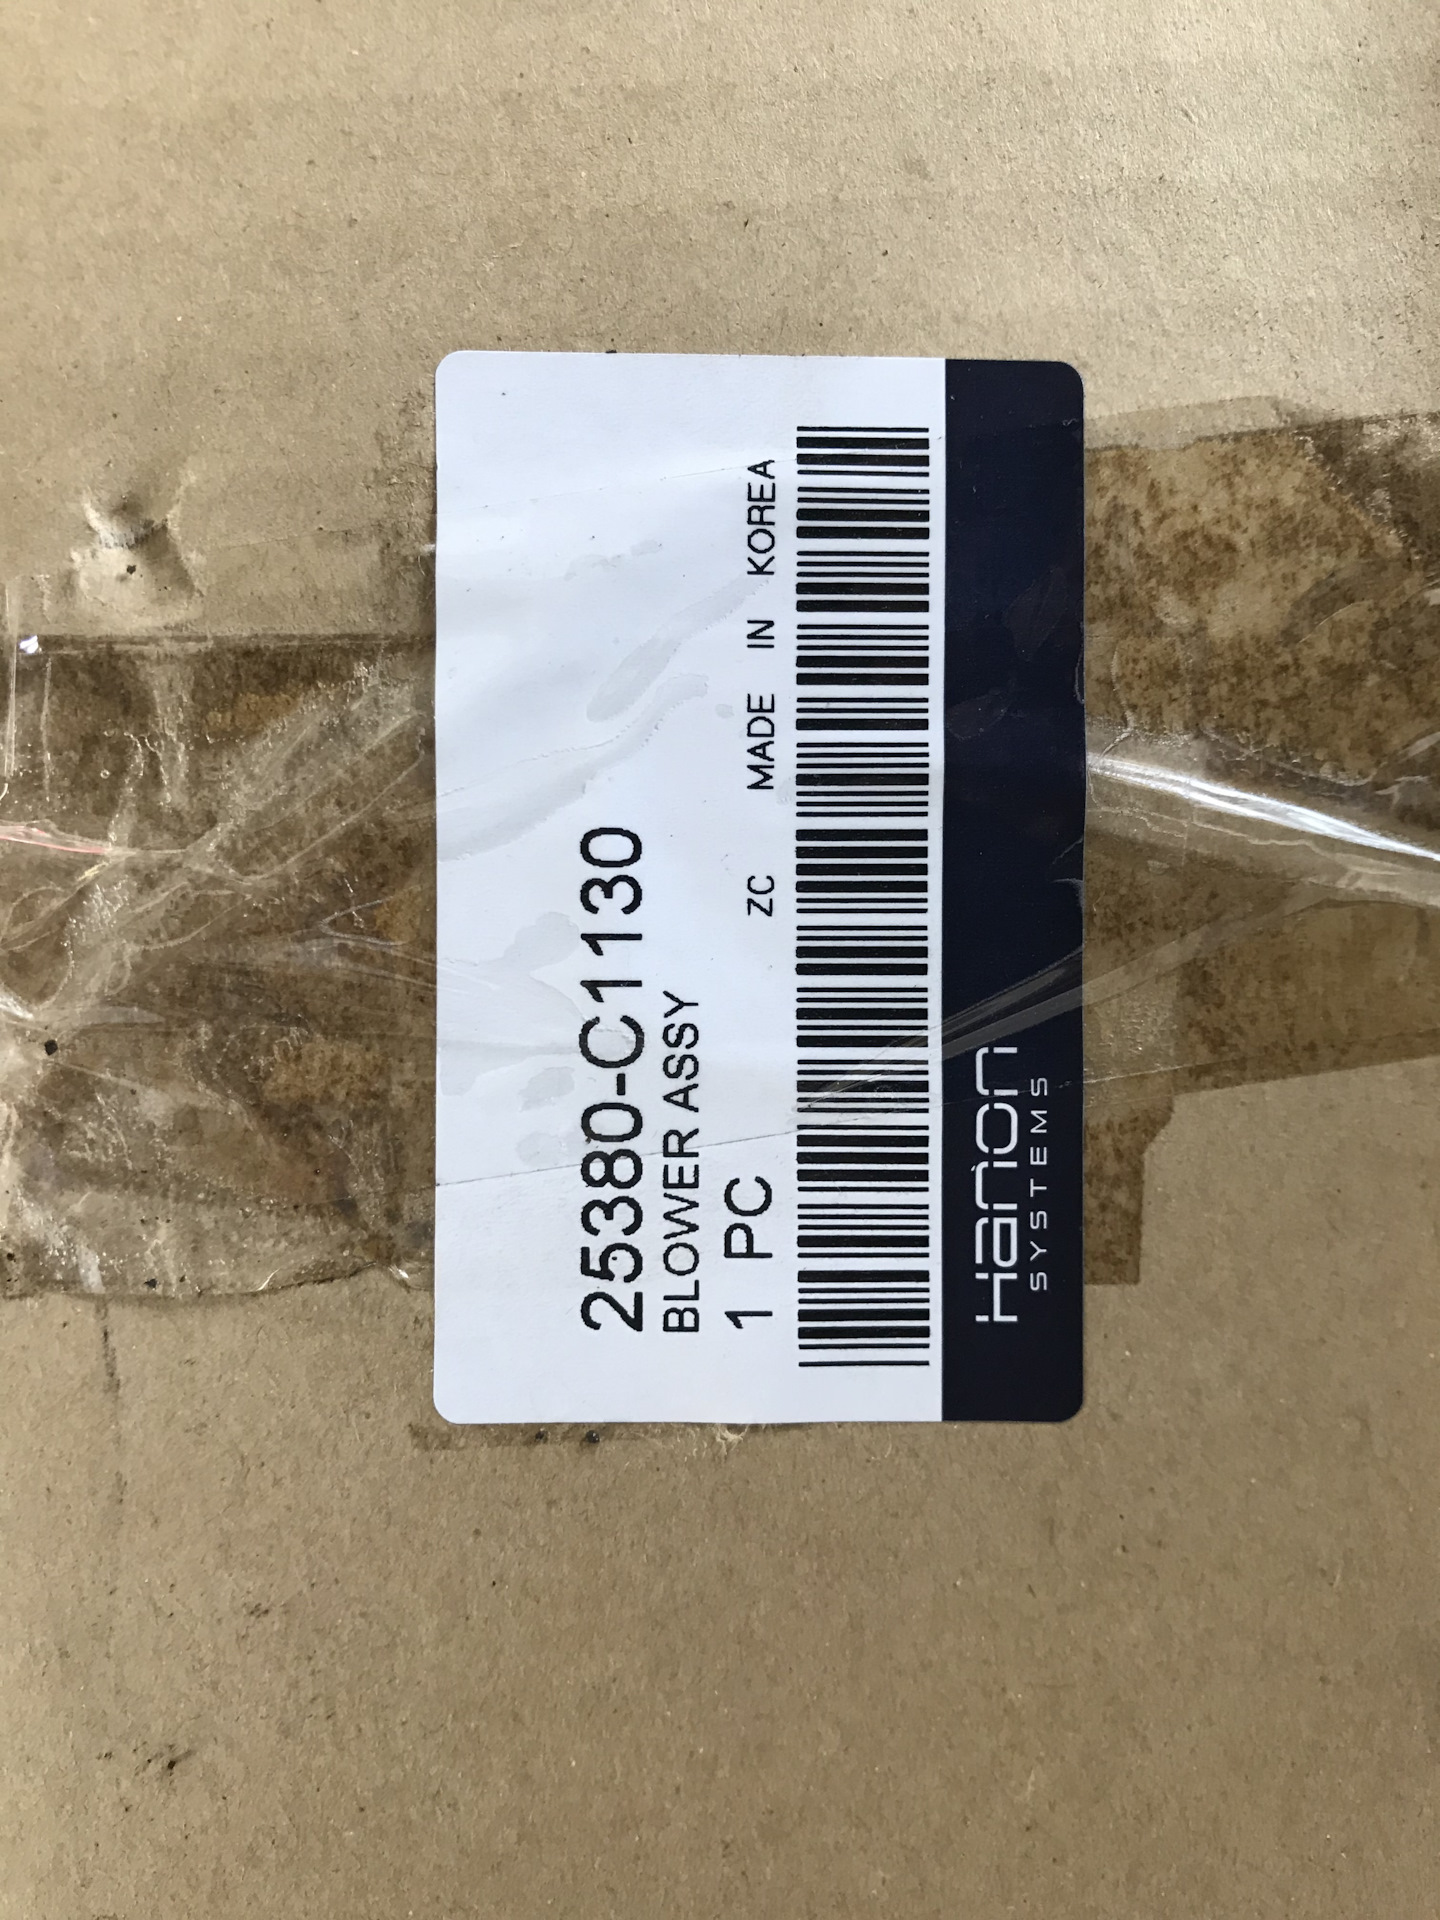 25380-C1130
BLOWER ASSY
1 PC ZC MADE IN KOREA
Hanon
SYSTEMS